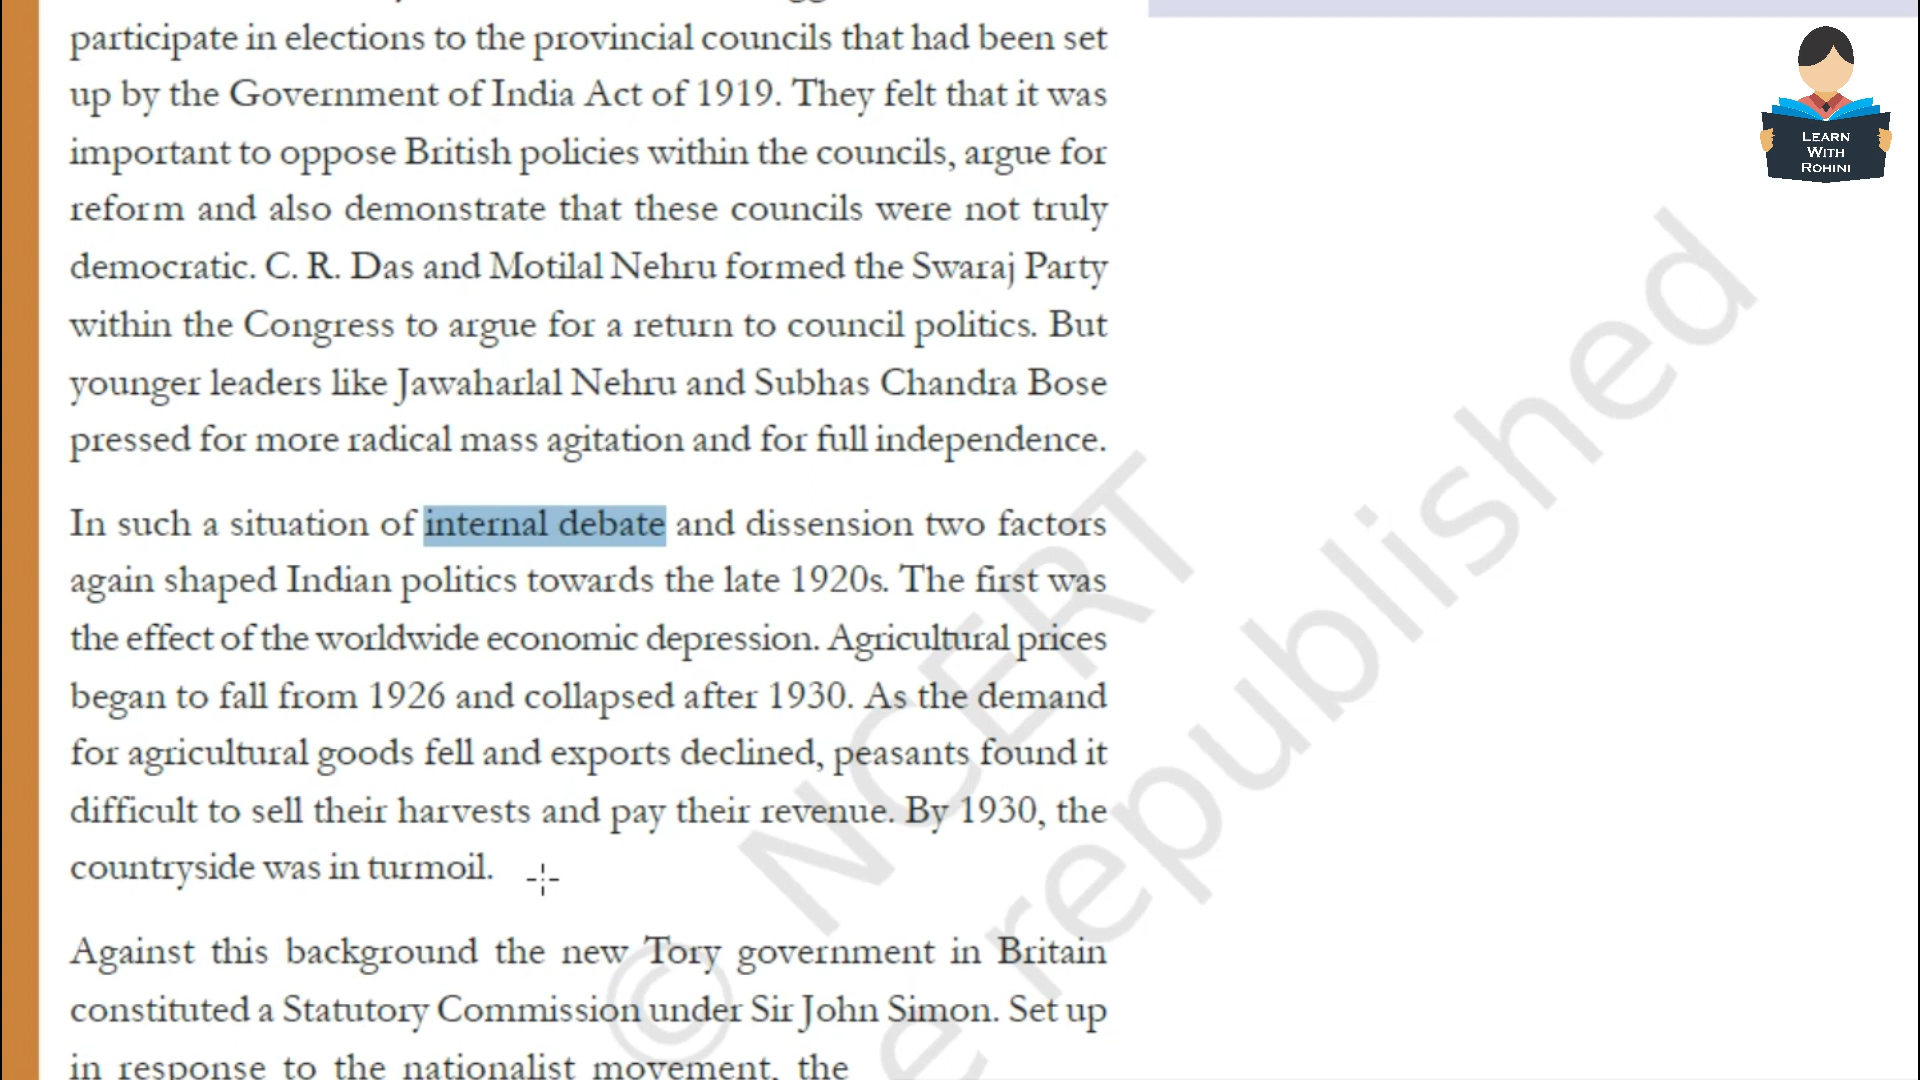 participate in elections to the provincial councils that had been set
up by the Government of India Act of 1919. They felt that it was
important to oppose British policies within the councils, argue for
reform and also demonstrate that these councils were not truly
democratic. C. R. Das and Motilal Nehru formed the Swaraj Party
within the Congress to argue for a return to council politics. But
younger leaders like Jawaharlal Nehru and Subhas Chandra Bose
pressed for more radical mass agitation and for full independence.
In such a situation of internal debate and dissension two factors
again shaped Indian politics towards the late 1920s. The first was
the effect of the worldwide economic depression. Agricultural prices
began to fall from 1926 and collapsed after 1930. As the demand
for agricultural goods fell and exports declined, peasants found it
difficult to sell their harvests and pay their revenue. By 1930, the
countryside was in turmoil.
Against this background the new Tory government in Britain
constituted a Statutory Commission under Sir John Simon. Set up
in response to the nationalist movement, the
LEARN
WITH
ROHINI
© NCERT
e republished